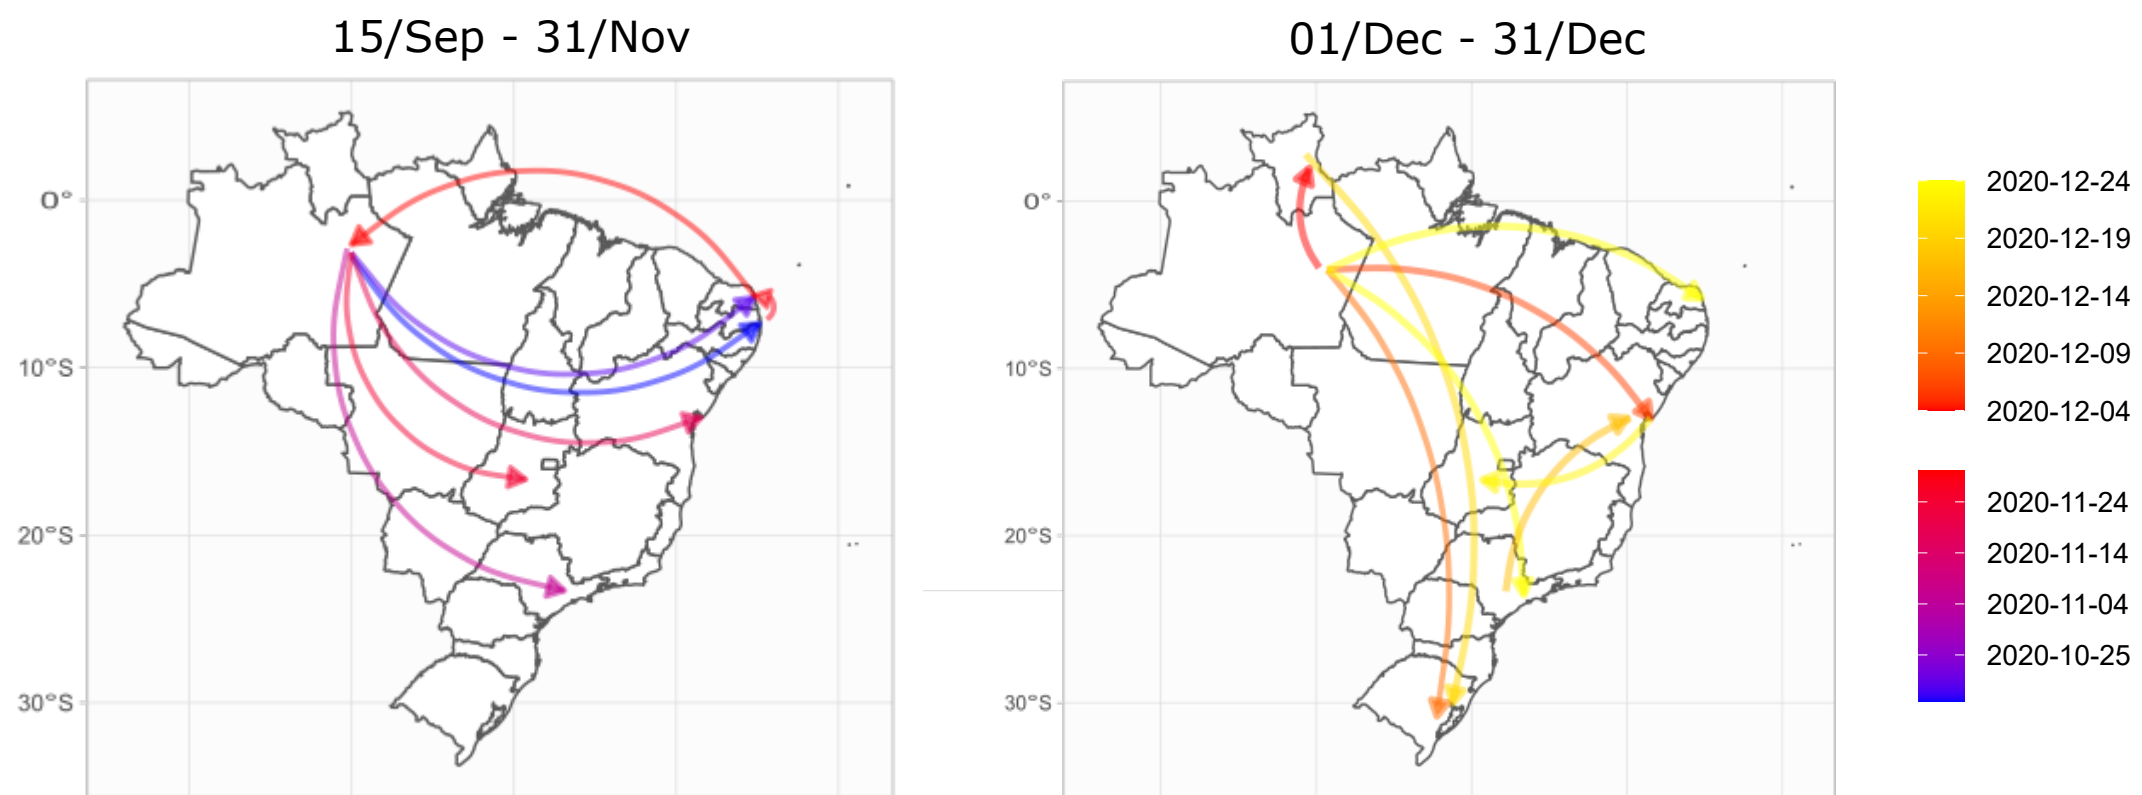 15/Sep - 31/Nov
01/Dec - 31/Dec
0°
10°S
20°S
30°S
0°
10°S
20°S
30°S
2020-12-24
2020-12-19
2020-12-14
2020-12-09
2020-12-04
2020-11-24
2020-11-14
2020-11-04
2020-10-25